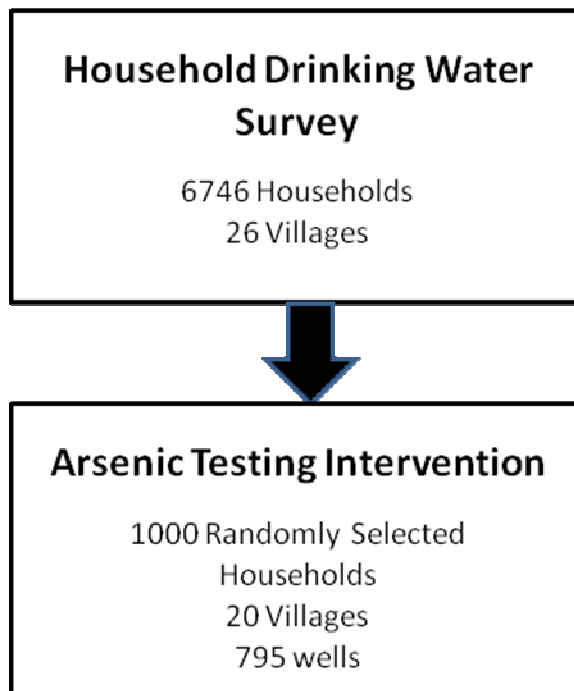 Household Drinking Water
Survey
6746 Households
26 Villages
Arsenic Testing Intervention
1000 Randomly Selected
Households
20 Villages
795 wells